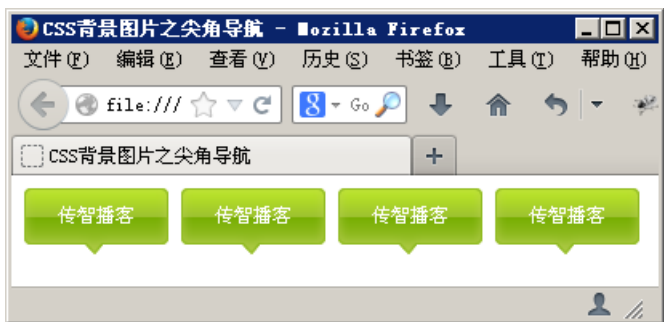 CSS背景图片之尖角导航 - Mozilla Firefox
文件(F) 编辑(E) 查看(V) 历史(S) 书签(B) 工具(T) 帮助(H)
file:/// 8 Go
CSS背景图片之尖角导航 +
传智播客 传智播客 传智播客 传智播客